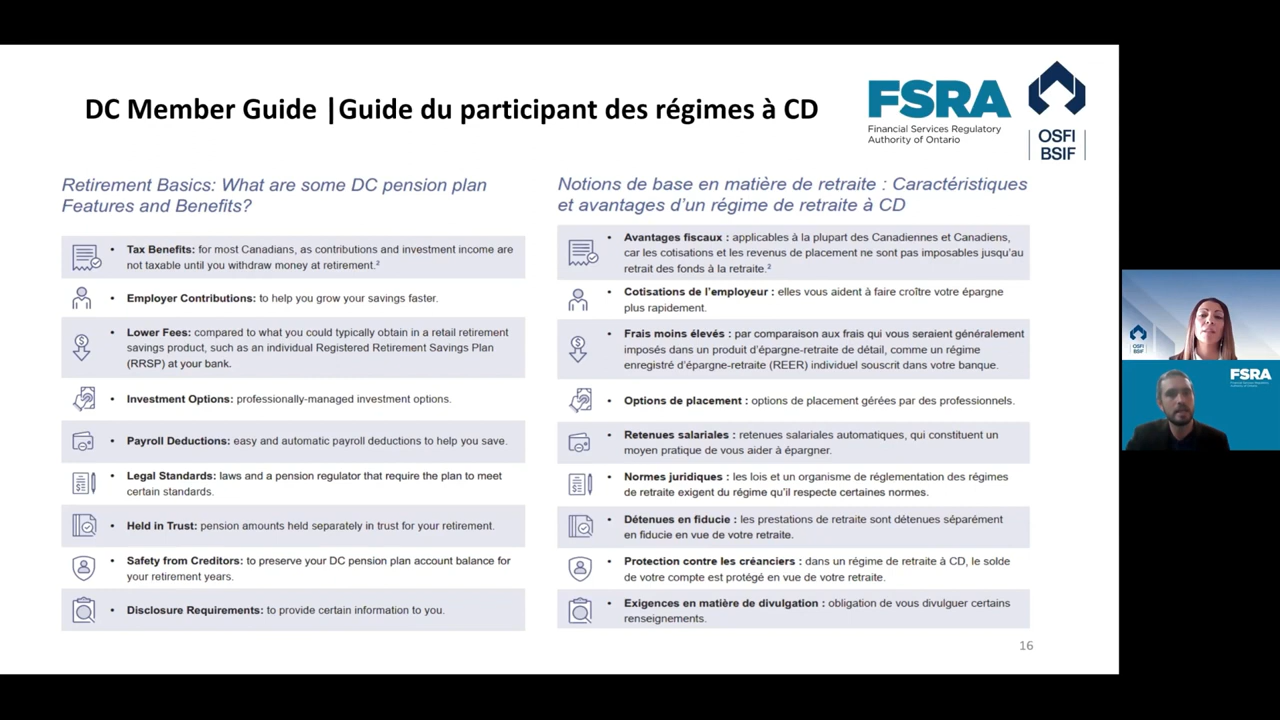 DC Member Guide |Guide du participant des régimes à CD
FSRA
Financial Services Regulatory
Authority of Ontario
OSFI
BSIF
Retirement Basics: What are some DC pension plan
Features and Benefits?
• Tax Benefits: for most Canadians, as contributions and investment income are
not taxable until you withdraw money at retirement.²
• Employer Contributions: to help you grow your savings faster.
• Lower Fees: compared to what you could typically obtain in a retail retirement
savings product, such as an individual Registered Retirement Savings Plan
(RRSP) at your bank.
• Investment Options: professionally-managed investment options.
• Payroll Deductions: easy and automatic payroll deductions to help you save.
• Legal Standards: laws and a pension regulator that require the plan to meet
certain standards.
• Held in Trust: pension amounts held separately in trust for your retirement.
• Safety from Creditors: to preserve your DC pension plan account balance for
your retirement years.
• Disclosure Requirements: to provide certain information to you.
Notions de base en matière de retraite : Caractéristiques
et avantages d'un régime de retraite à CD
• Avantages fiscaux : applicables à la plupart des Canadiennes et Canadiens,
car les cotisations et les revenus de placement ne sont pas imposables jusqu'au
retrait des fonds à la retraite.²
• Cotisations de l'employeur : elles vous aident à faire croître votre épargne
plus rapidement.
• Frais moins élevés : par comparaison aux frais qui vous seraient généralement
imposés dans un produit d'épargne-retraite de détail, comme un régime
enregistré d'épargne-retraite (REER) individuel souscrit dans votre banque.
• Options de placement : options de placement gérées par des professionnels.
• Retenues salariales : retenues salariales automatiques, qui constituent un
moyen pratique de vous aider à épargner.
• Normes juridiques : les lois et un organisme de réglementation des régimes
de retraite exigent du régime qu'il respecte certaines normes.
• Détenues en fiducie : les prestations de retraite sont détenues séparément
en fiducie en vue de votre retraite.
• Protection contre les créanciers : dans un régime de retraite à CD, le solde
de votre compte est protégé en vue de votre retraite.
• Exigences en matière de divulgation : obligation de vous divulguer certains
renseignements.
16
OSFI
BSIF
FSRA